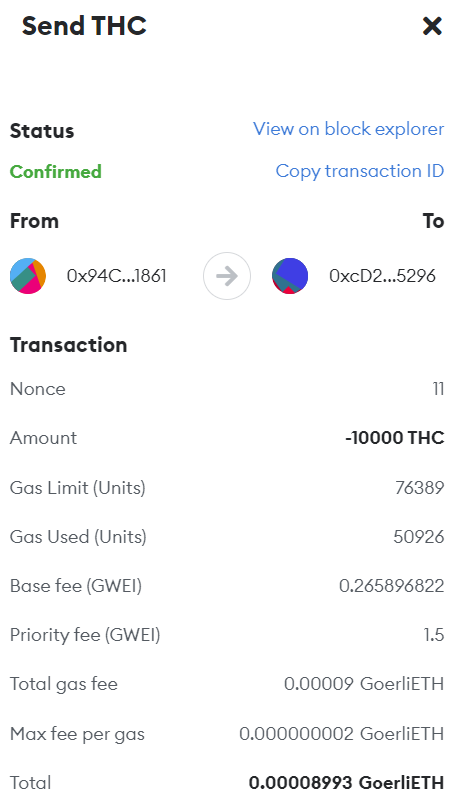 Send THC
Status View on block explorer
Confirmed Copy transaction ID
From To
0x94C...1861 0xcD2...5296
Transaction
Nonce 11
Amount -10000 THC
Gas Limit (Units) 76389
Gas Used (Units) 50926
Base fee (GWEI) 0.265896822
Priority fee (GWEI) 1.5
Total gas fee 0.00009 GoerliETH
Max fee per gas 0.000000002 GoerliETH
Total 0.00008993 GoerliETH